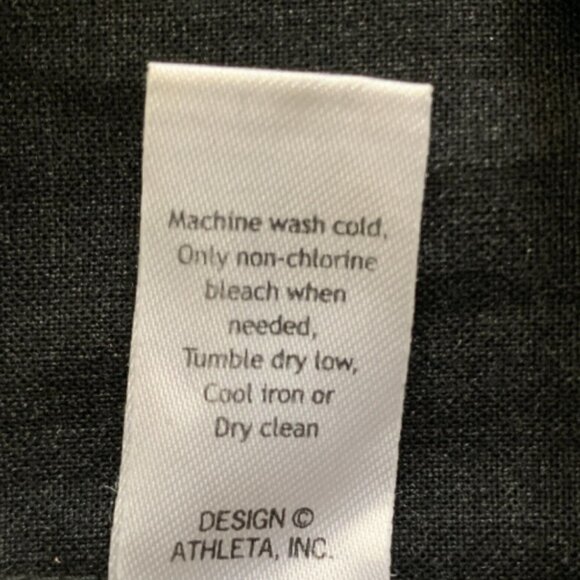 Machine wash cold,
Only non-chlorine
bleach when
needed,
Tumble dry low,
Cool iron or
Dry clean
DESIGN ©
ATHLETA, INC.